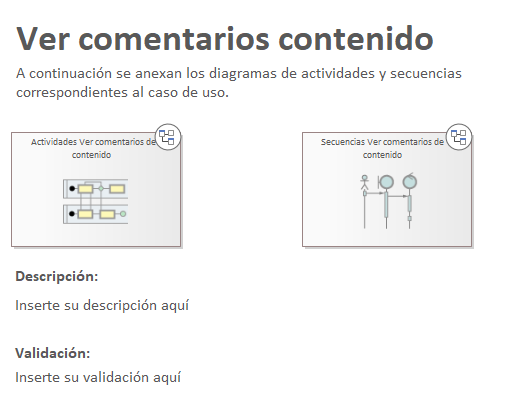 Ver comentarios contenido
A continuación se anexan los diagramas de actividades y secuencias
correspondientes al caso de uso.
Actividades Ver comentarios de
contenido
Secuencias Ver comentarios de
contenido
Descripción:
Inserte su descripción aquí
Validación:
Inserte su validación aquí